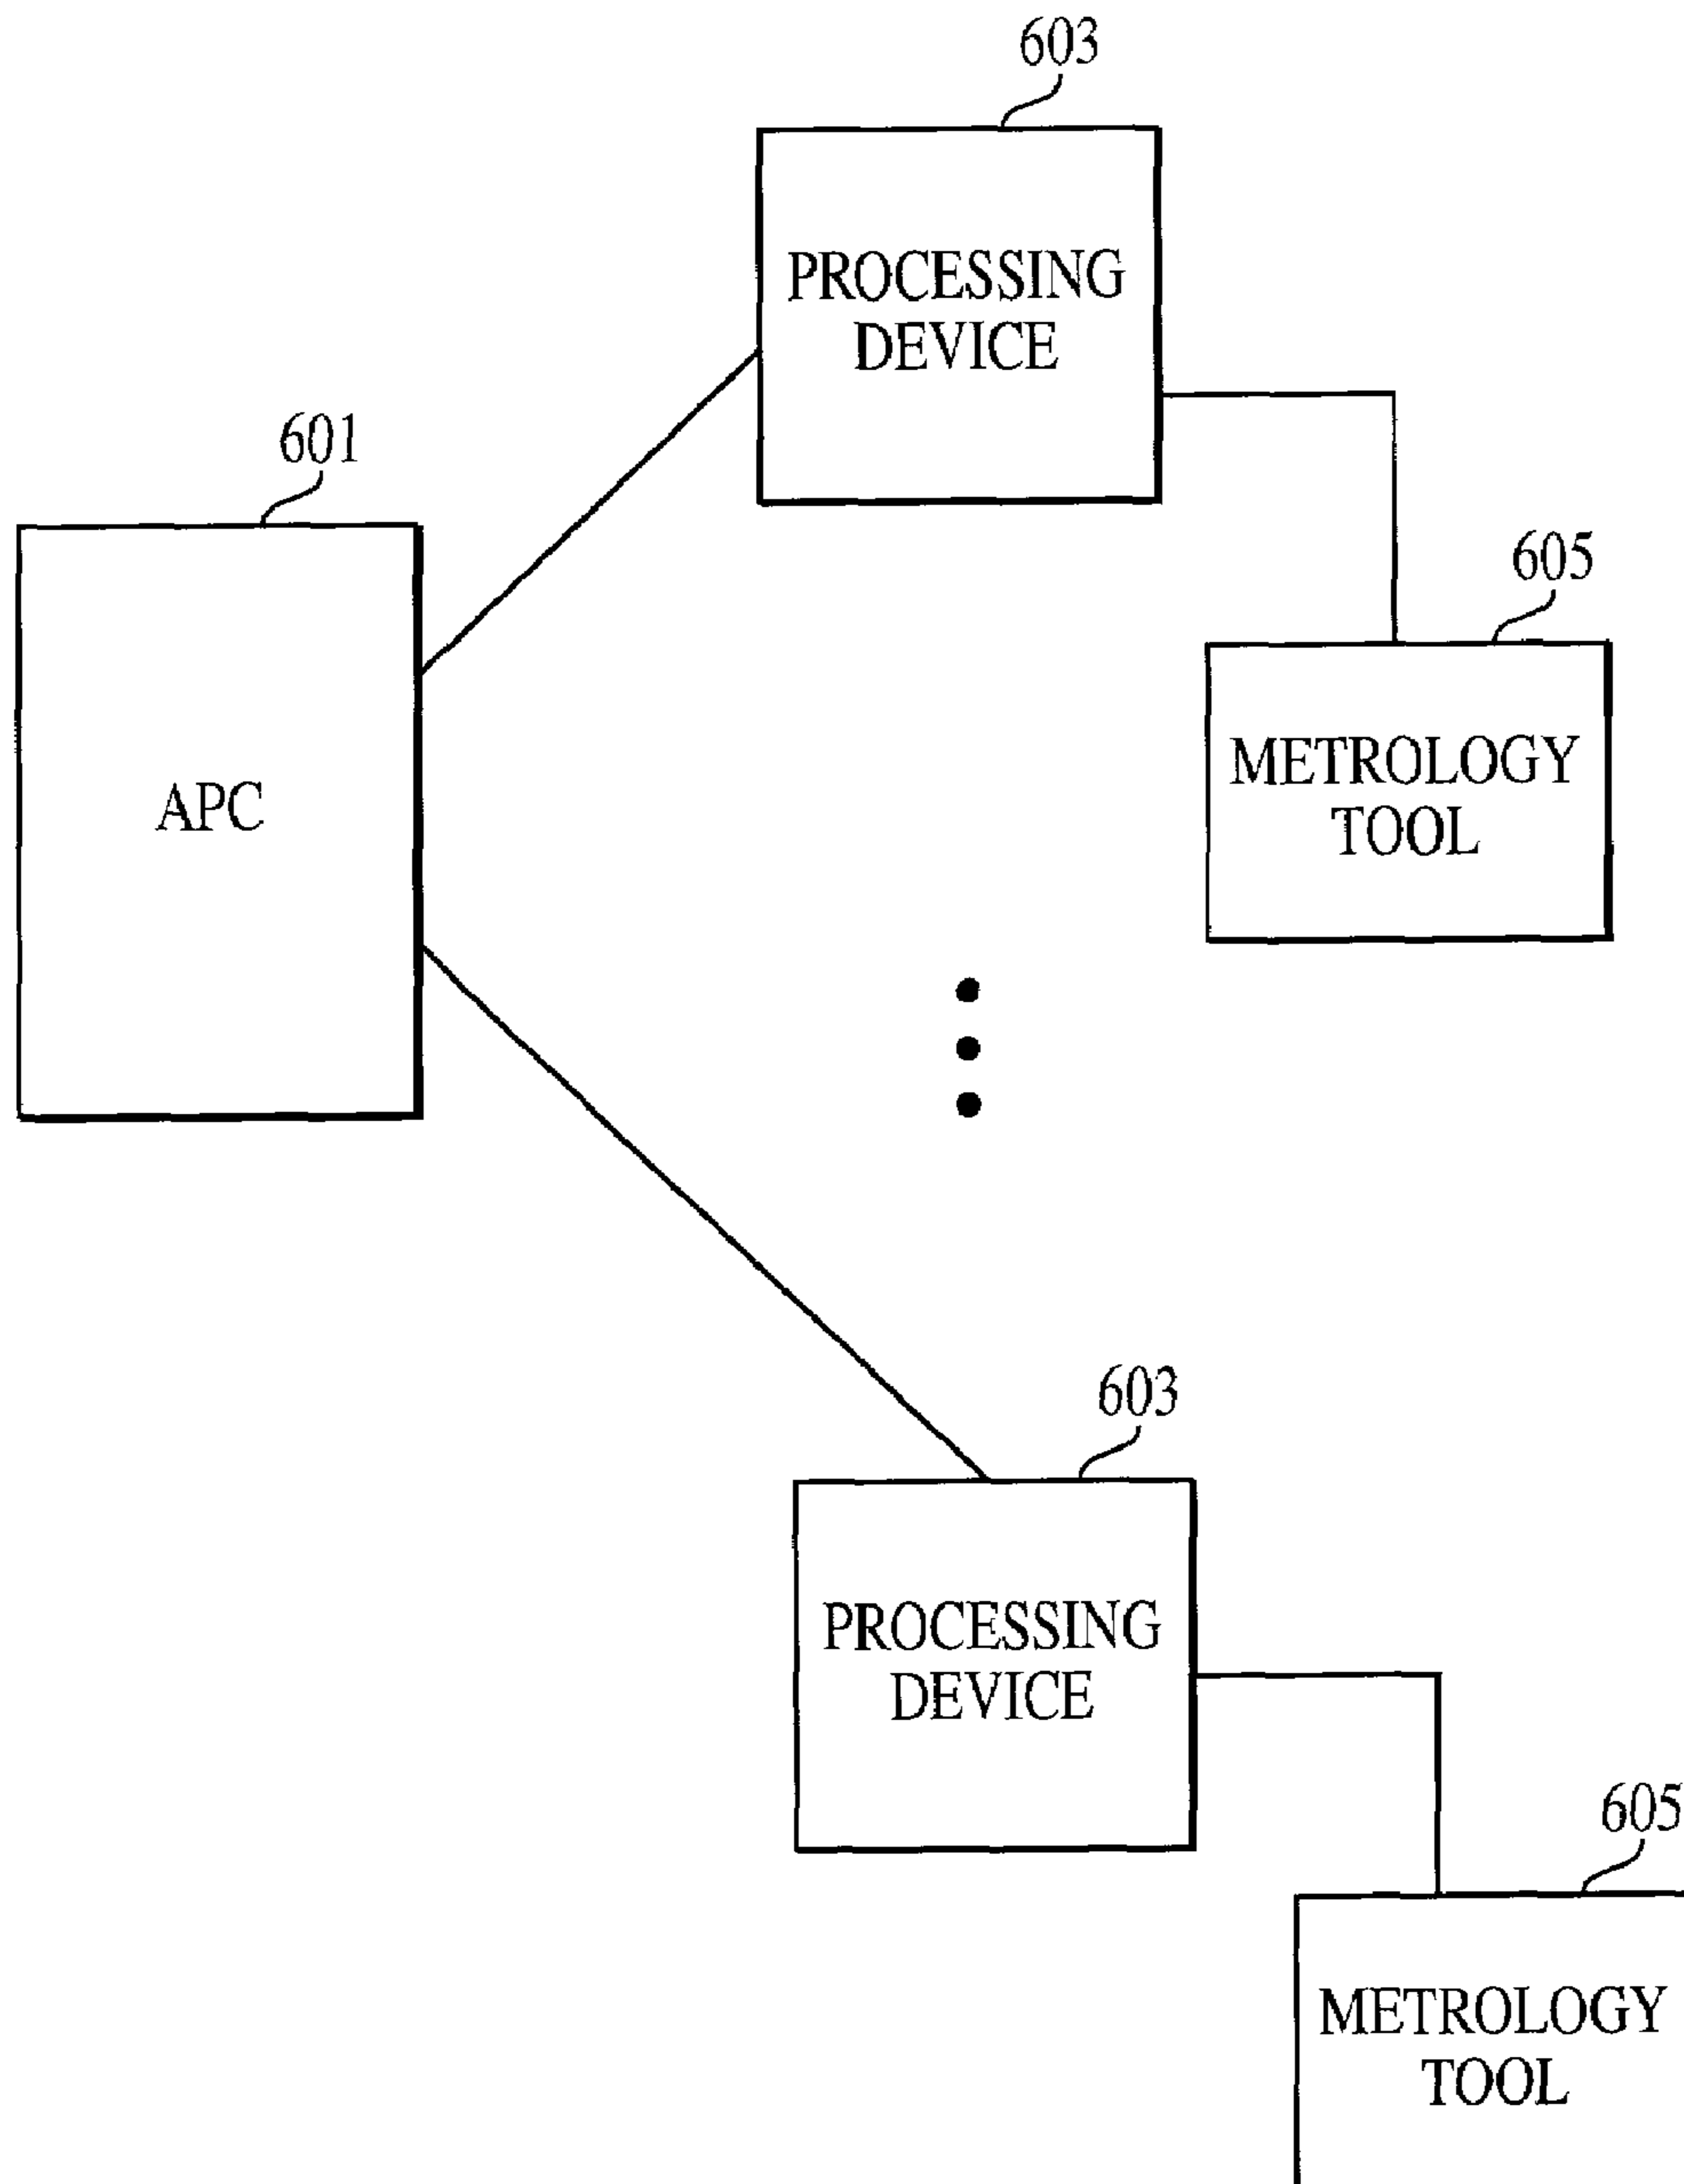 603
PROCESSING
DEVICE
601
605
APC
METROLOGY
TOOL
603
PROCESSING
DEVICE
605
METROLOGY
TOOL